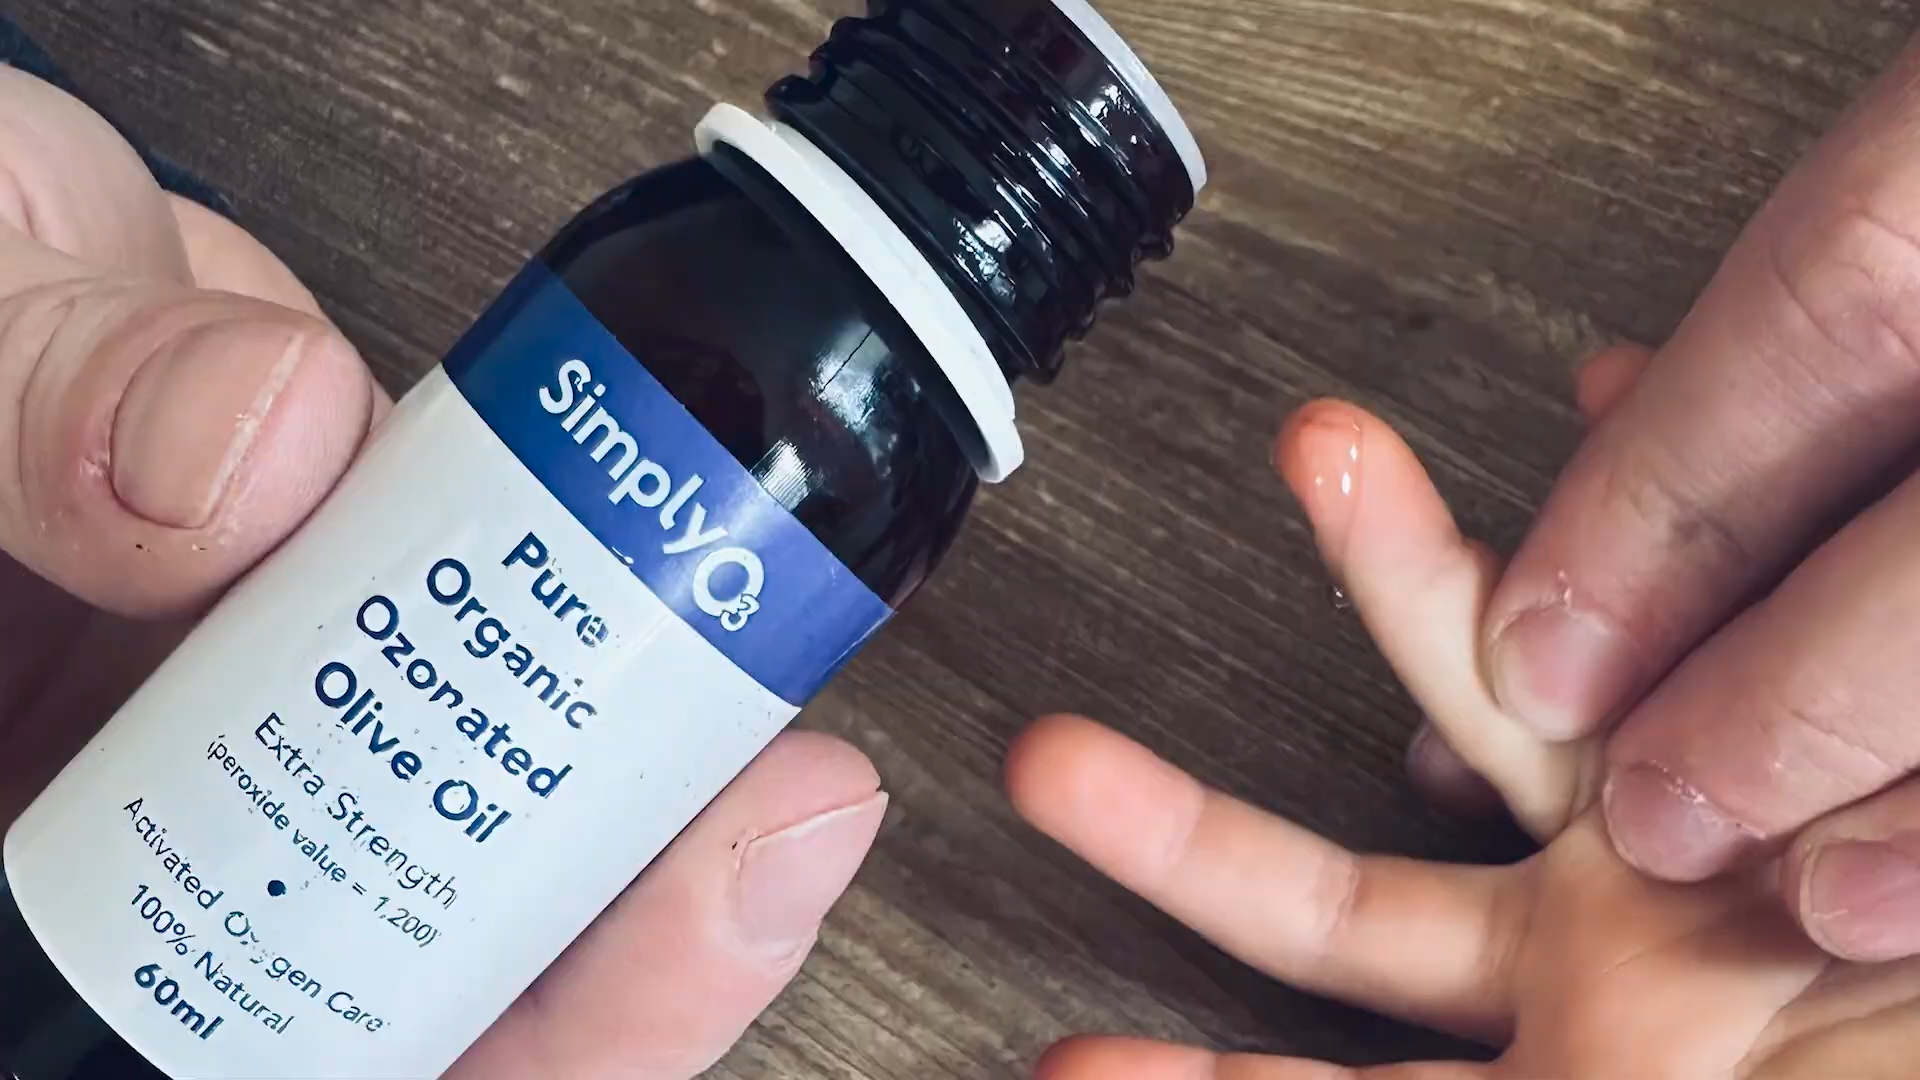 SimplyO3
Pure
Organic
Ozonated
Olive Oil
Extra Strength
(peroxide value = 1,200)
•
Activated Oxygen Care
100% Natural
60ml